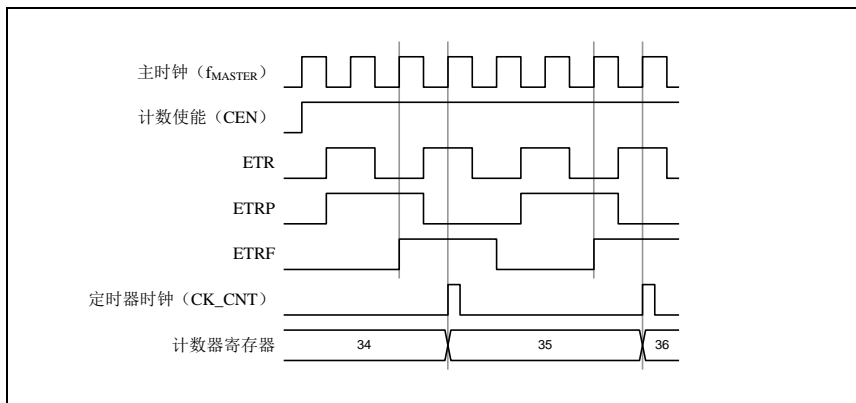 主时钟（fMASTER）
计数使能（CEN）
ETR
ETRP
ETRF
定时器时钟（CK_CNT）
计数器寄存器
34 35 36